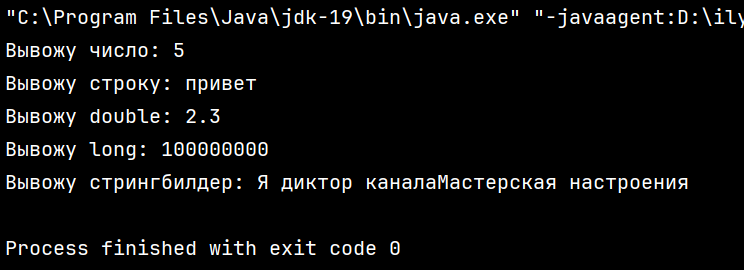 "C:\Program Files\Java\jdk-19\bin\java.exe" "-javaagent:D:\ily
Вывожу число: 5
Вывожу строку: привет
Вывожу double: 2.3
Вывожу long: 100000000
Вывожу стрингбилдер: Я диктор каналаМастерская настроения
Process finished with exit code 0